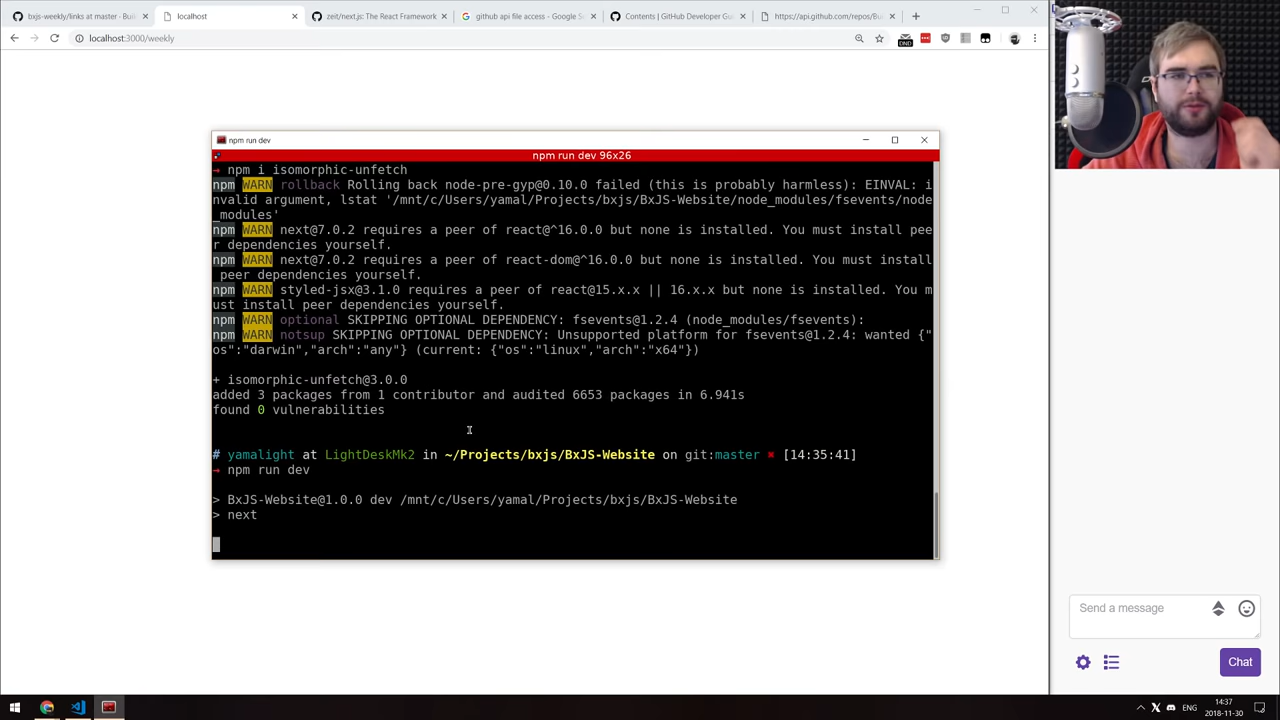 bxjs-weekly/links at master · Bui
localhost
zeit/next.js: The React Framework
github api file access - Google S
Contents | GitHub Developer Gu
https://api.github.com/repos/Bu
localhost:3000/weekly
DND
npm run dev
npm run dev 96x26
→ npm i isomorphic-unfetch
npm WARN rollback Rolling back node-pre-gyp@0.10.0 failed (this is probably harmless): EINVAL: i
nvalid argument, lstat '/mnt/c/Users/yamal/Projects/bxjs/BxJS-Website/node_modules/fsevents/node
_modules'
npm WARN next@7.0.2 requires a peer of react@^16.0.0 but none is installed. You must install pee
r dependencies yourself.
npm WARN next@7.0.2 requires a peer of react-dom@^16.0.0 but none is installed. You must install
peer dependencies yourself.
npm WARN styled-jsx@3.1.0 requires a peer of react@15.x.x || 16.x.x but none is installed. You m
ust install peer dependencies yourself.
npm WARN optional SKIPPING OPTIONAL DEPENDENCY: fsevents@1.2.4 (node_modules/fsevents):
npm WARN notsup SKIPPING OPTIONAL DEPENDENCY: Unsupported platform for fsevents@1.2.4: wanted {"
os":"darwin","arch":"any"} (current: {"os":"linux","arch":"x64"})
+ isomorphic-unfetch@3.0.0
added 3 packages from 1 contributor and audited 6653 packages in 6.941s
found 0 vulnerabilities
# yamalight at LightDeskMk2 in ~/Projects/bxjs/BxJS-Website on git:master ✖ [14:35:41]
→ npm run dev
> BxJS-Website@1.0.0 dev /mnt/c/Users/yamal/Projects/bxjs/BxJS-Website
> next
Send a message
Chat
ENG
14:37
2018-11-30